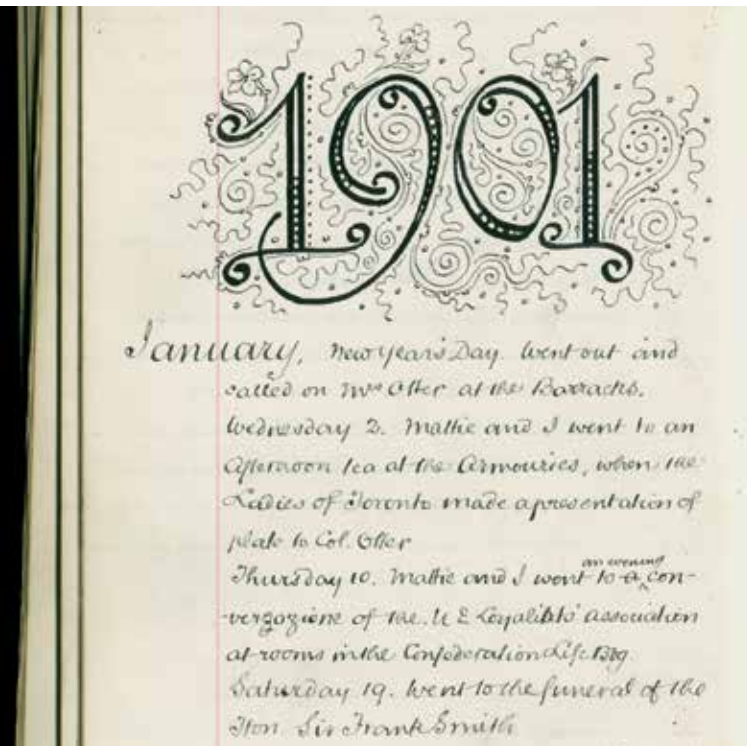 1901
January, New Year's Day. Went out and
called on Mrs Otter at the Barracks.
Wednesday 2. Mattie and I went to an
afternoon tea at the Armouries, when the
Ladies of Toronto made a presentation of
plate to Col. Otter
Thursday 10. Mattie and I went to a an evening con-
-vergazione of the U E Loyalists' Association
at rooms in the Confederation Life Bdg.
Saturday 19. Went to the funeral of the
Hon. Sir Frank Smith